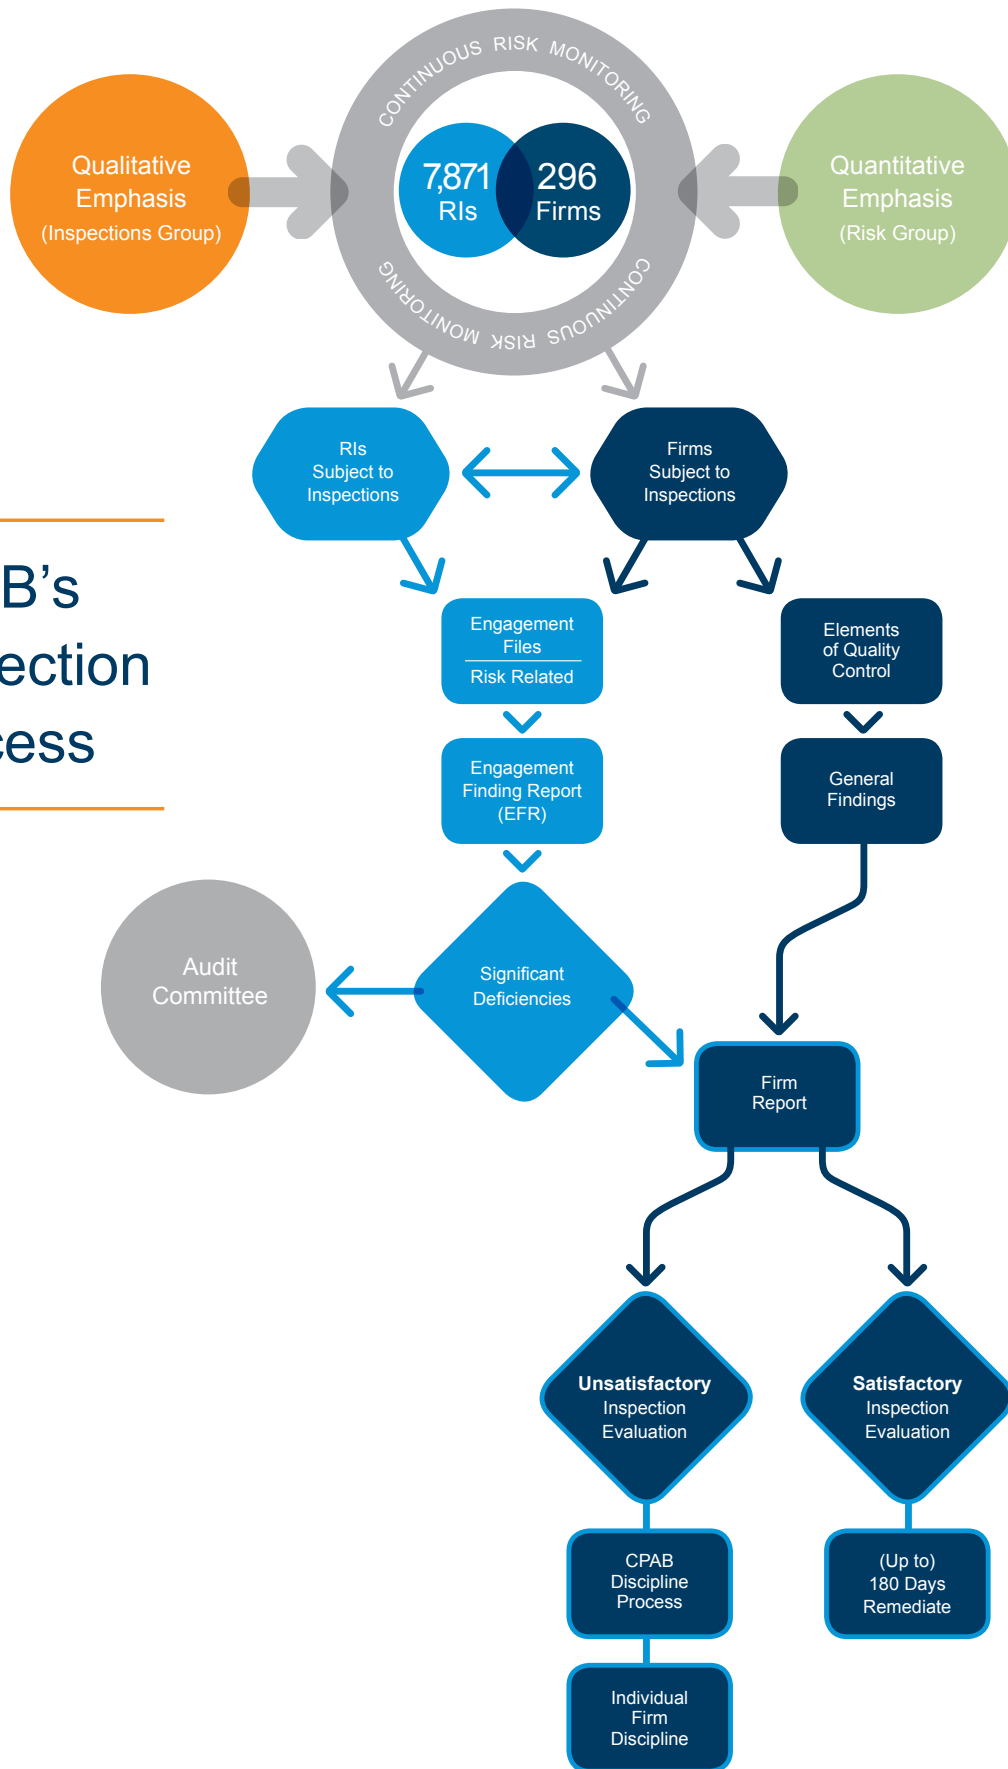 CONTINUOUS RISK MONITORING
Qualitative
Emphasis
(Inspections Group)
7,871
RIs
296
Firms
Quantitative
Emphasis
(Risk Group)
CONTINUOUS RISK MONITORING
RIs
Subject to
Inspections
Firms
Subject to
Inspections
B’s
ection
cess
Engagement
Files
Risk Related
Elements
of Quality
Control
Engagement
Finding Report
(EFR)
General
Findings
Audit
Committee
Significant
Deficiencies
Firm
Report
Unsatisfactory
Inspection
Evaluation
Satisfactory
Inspection
Evaluation
CPAB
Discipline
Process
(Up to)
180 Days
Remediate
Individual
Firm
Discipline